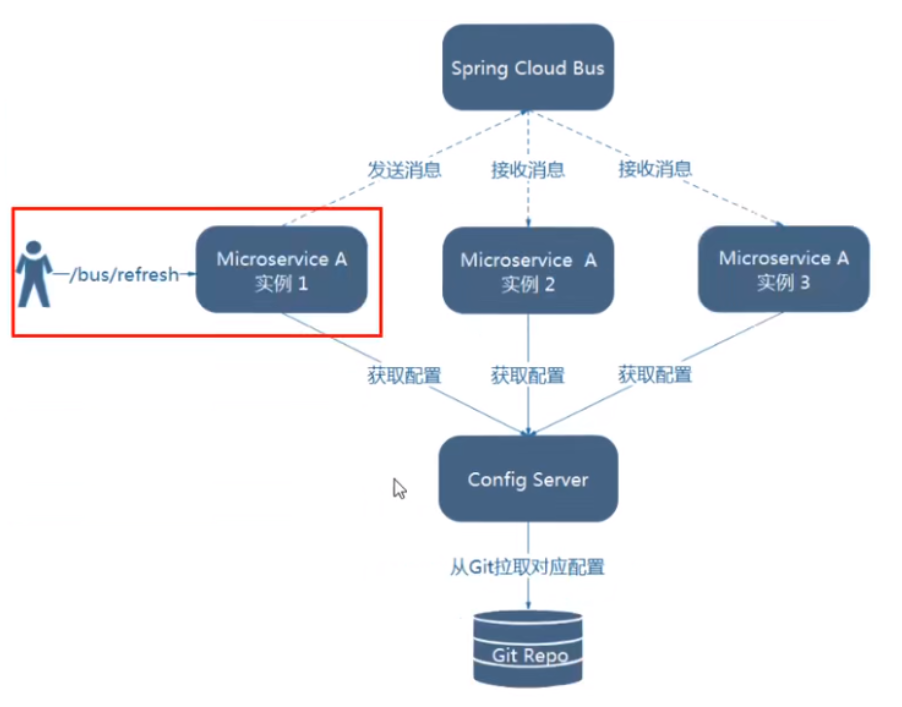 Spring Cloud Bus
发送消息
接收消息
接收消息
/bus/refresh
Microservice A
实例 1
Microservice A
实例 2
Microservice A
实例 3
获取配置
获取配置
获取配置
Config Server
从Git拉取对应配置
Git Repo